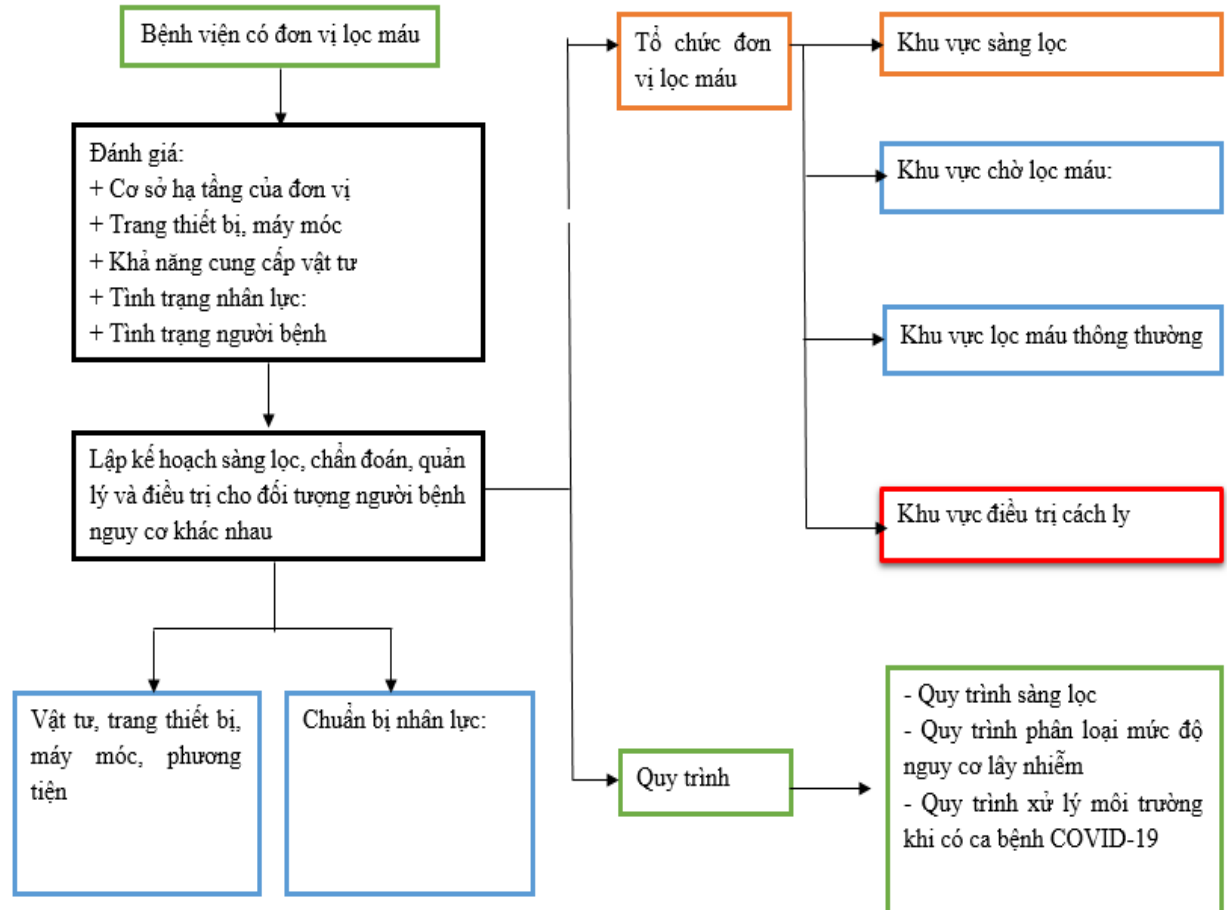 Bệnh viện có đơn vị lọc máu
Đánh giá:
+ Cơ sở hạ tầng của đơn vị
+ Trang thiết bị, máy móc
+ Khả năng cung cấp vật tư
+ Tình trạng nhân lực:
+ Tình trạng người bệnh
Lập kế hoạch sàng lọc, chẩn đoán, quản
lý và điều trị cho đối tượng người bệnh
nguy cơ khác nhau
Vật tư, trang thiết bị,
máy móc, phương
tiện
Chuẩn bị nhân lực:
Tổ chức đơn
vị lọc máu
Khu vực sàng lọc
Khu vực chờ lọc máu:
Khu vực lọc máu thông thường
Khu vực điều trị cách ly
Quy trình
- Quy trình sàng lọc
- Quy trình phân loại mức độ
nguy cơ lây nhiễm
- Quy trình xử lý môi trường
khi có ca bệnh COVID-19